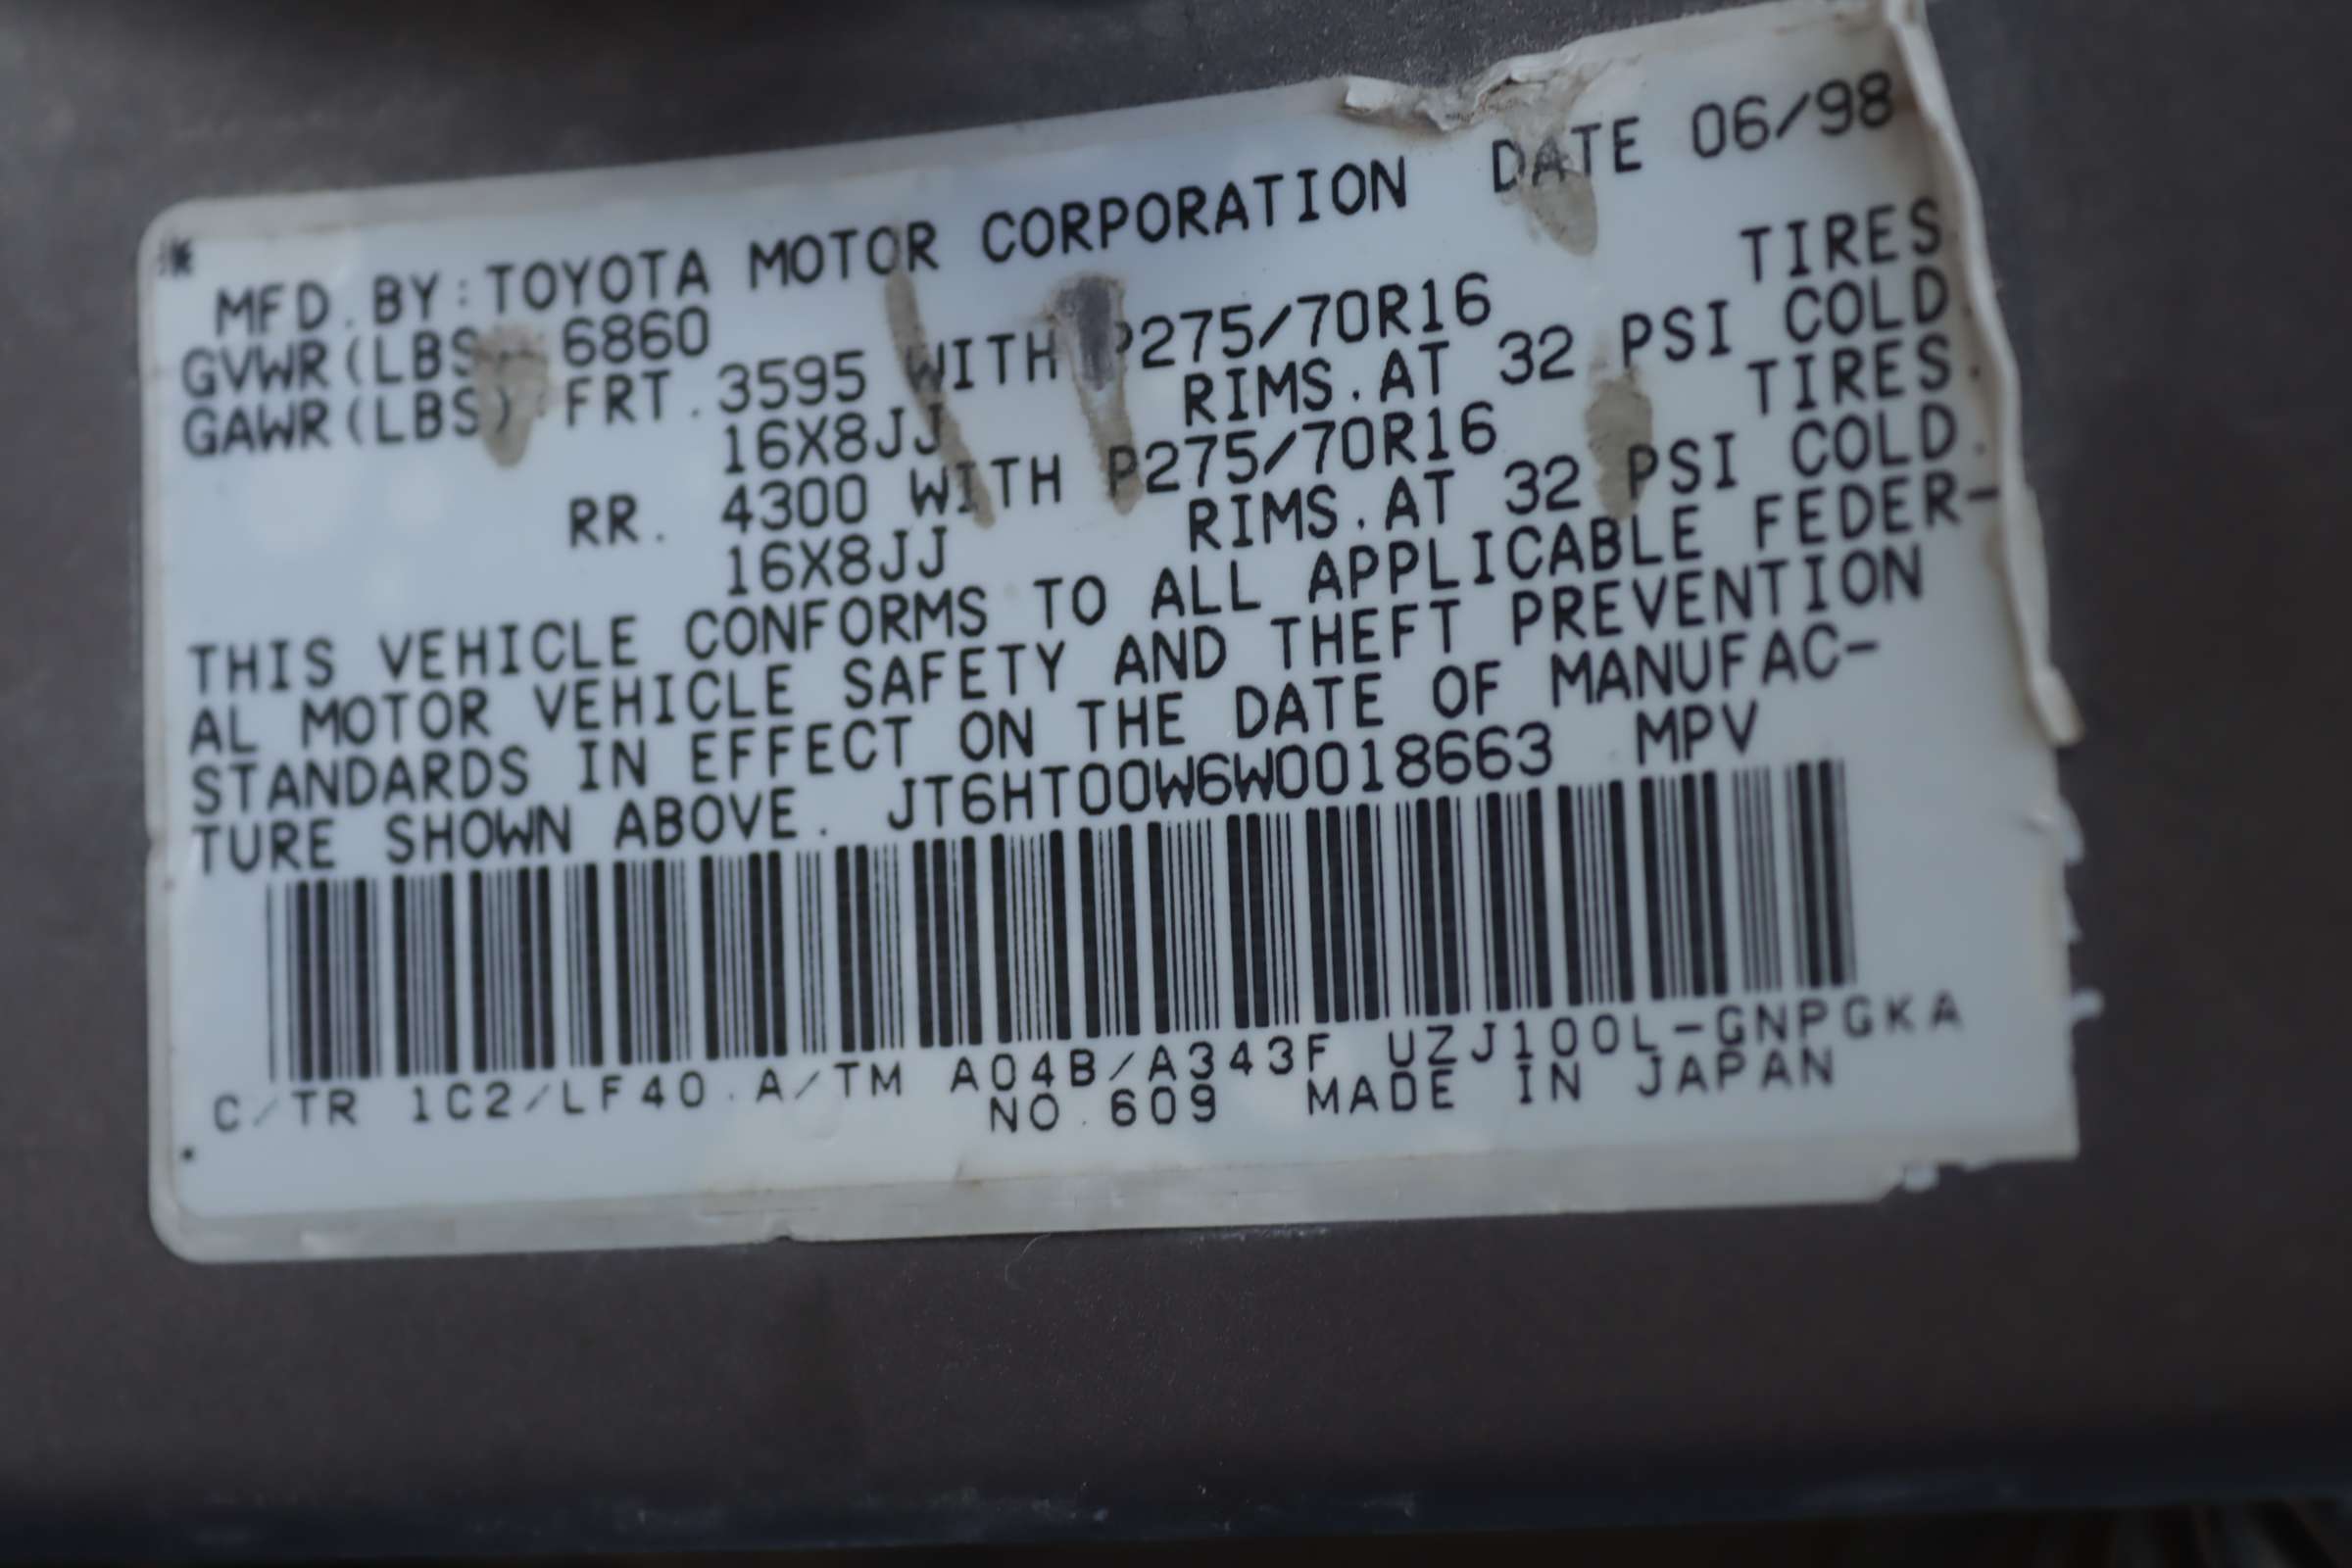 MFD.BY:TOYOTA MOTOR CORPORATION DATE 06/98
GVWR(LBS): 6860
GAWR(LBS):FRT.3595 WITH P275/70R16 TIRES
16X8JJ RIMS.AT 32 PSI COLD.
RR. 4300 WITH P275/70R16 TIRES.
16X8JJ RIMS.AT 32 PSI COLD.
THIS VEHICLE CONFORMS TO ALL APPLICABLE FEDER-
AL MOTOR VEHICLE SAFETY AND THEFT PREVENTION
STANDARDS IN EFFECT ON THE DATE OF MANUFAC-
TURE SHOWN ABOVE. JT6HT00W6W0018663 MPV
C/TR 1C2/LF40.A/TM A04B/A343F UZJ100L-GNPGKA
NO.609 MADE IN JAPAN